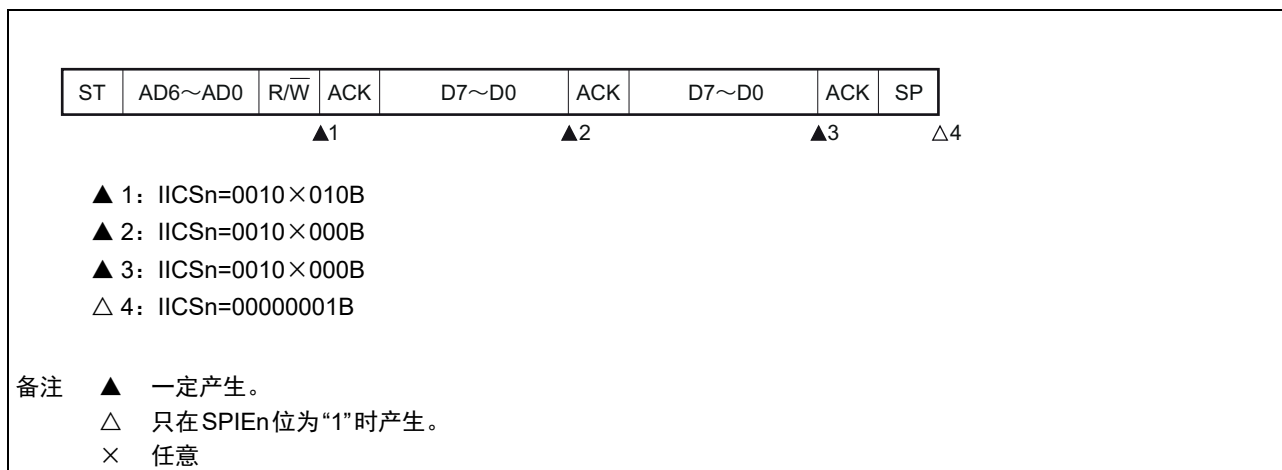 ST AD6～AD0 R/W̅ ACK D7～D0 ACK D7～D0 ACK SP
▲1 ▲2 ▲3 △4
▲ 1：IICSn=0010×010B
▲ 2：IICSn=0010×000B
▲ 3：IICSn=0010×000B
△ 4：IICSn=00000001B
备注 ▲ 一定产生。
△ 只在SPIEn位为“1”时产生。
× 任意